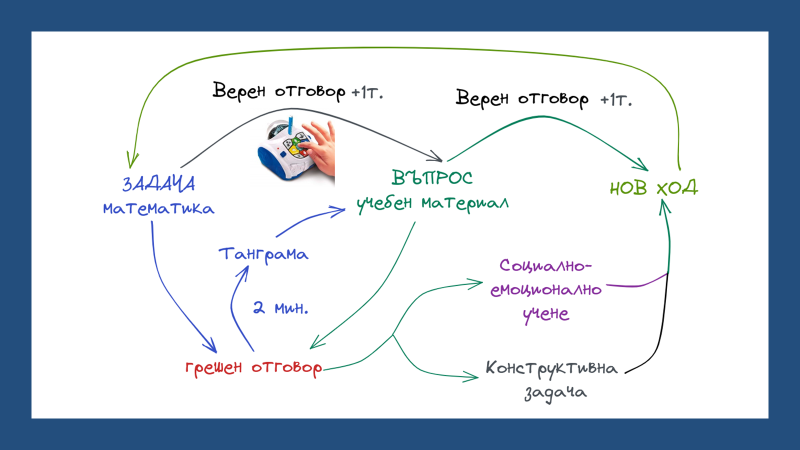 Верен отговор +1т.
Верен отговор +1т.
ЗАДАЧА
математика
ВЪПРОС
учебен материал
НОВ ХОД
Танграма
2 мин.
Социално-
емоционално
учене
грешен отговор
Конструктивна
задача